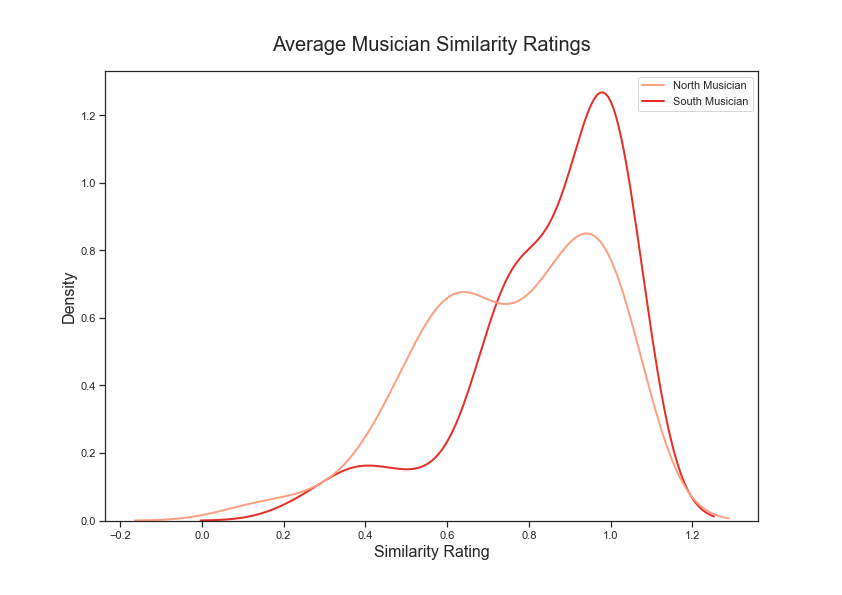 Average Musician Similarity Ratings
North Musician
South Musician
Density
1.2
1.0
0.8
0.6
0.4
0.2
0.0
−0.2 0.0 0.2 0.4 0.6 0.8 1.0 1.2
Similarity Rating